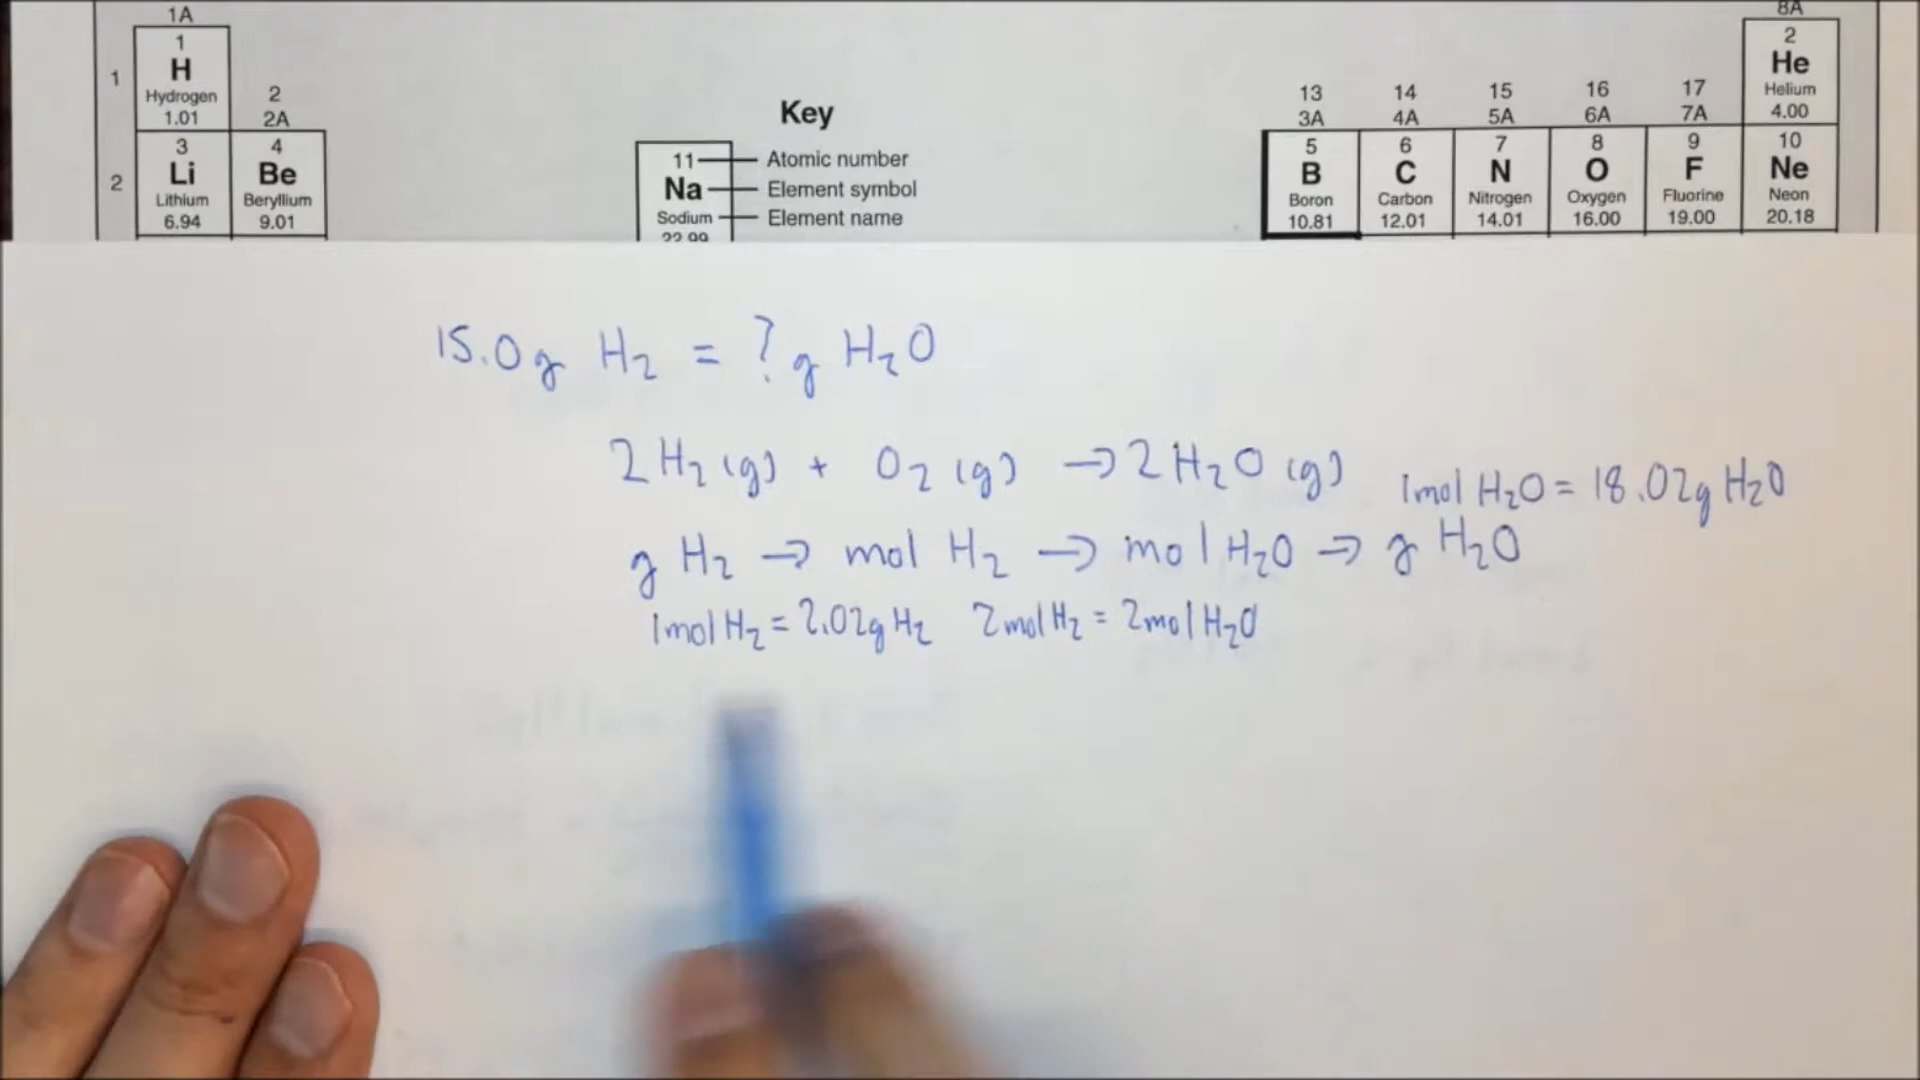 1A
8A
1
H
Hydrogen
1.01
2
He
Helium
4.00
1
2
2A
Key
13 14 15 16 17
3A 4A 5A 6A 7A
2
3
Li
Lithium
6.94
4
Be
Beryllium
9.01
11 Atomic number
Na Element symbol
Sodium Element name
22.99
5
B
Boron
10.81
6
C
Carbon
12.01
7
N
Nitrogen
14.01
8
O
Oxygen
16.00
9
F
Fluorine
19.00
10
Ne
Neon
20.18
15.0g H₂ = ? g H₂O
2H₂(g) + O₂(g) → 2H₂O(g)
1mol H₂O = 18.02g H₂O
g H₂ → mol H₂ → mol H₂O → g H₂O
1mol H₂ = 2.02g H₂ 2mol H₂ = 2mol H₂O